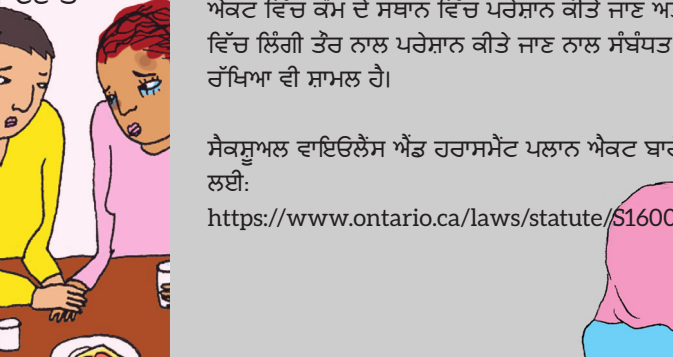 ਐਕਟ ਵਿੱਚ ਕੰਮ ਦੇ ਸਥਾਨ ਵਿੱਚ ਪਰੇਸ਼ਾਨ ਕੀਤੇ ਜਾਣ
ਵਿੱਚ ਲਿੰਗੀ ਤੌਰ ਨਾਲ ਪਰੇਸ਼ਾਨ ਕੀਤੇ ਜਾਣ ਨਾਲ ਸੰਬੰਧਤ
ਰੱਖਿਆ ਵੀ ਸ਼ਾਮਲ ਹੈ।
ਸੈਕਸ਼ੂਅਲ ਵਾਇਓਲੈਂਸ ਐਂਡ ਹਰਾਸਮੈਂਟ ਪਲਾਨ ਐਕਟ
ਲਈ:
https://www.ontario.ca/laws/statute/S1600